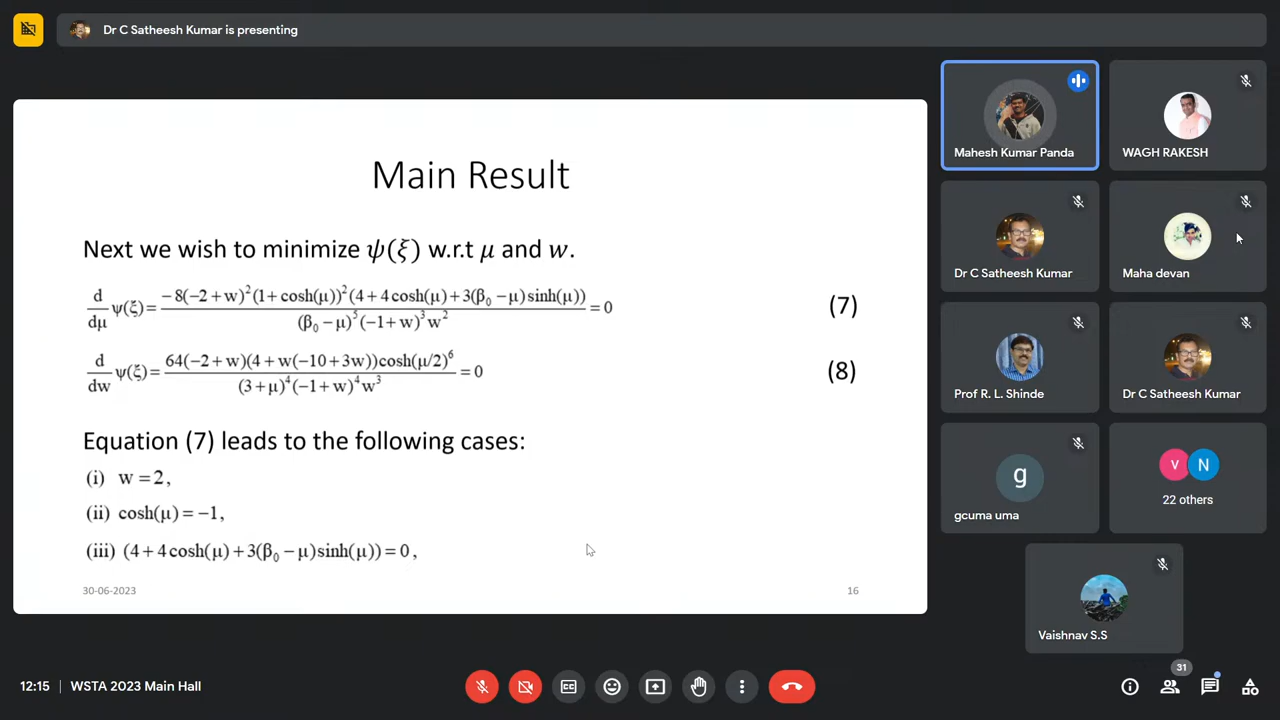 Dr C Satheesh Kumar is presenting
Main Result
Next we wish to minimize ψ(ξ) w.r.t μ and w.
d/dμ ψ(ξ) = −8(−2+w)²(1+cosh(μ))²(4+4cosh(μ)+3(β₀−μ)sinh(μ)) / (β₀−μ)⁵(−1+w)³w² = 0 (7)
d/dw ψ(ξ) = 64(−2+w)(4+w(−10+3w))cosh(μ/2)⁶ / (3+μ)⁴(−1+w)⁴w³ = 0 (8)
Equation (7) leads to the following cases:
(i) w = 2,
(ii) cosh(μ) = −1,
(iii) (4+4cosh(μ)+3(β₀−μ)sinh(μ)) = 0,
30-06-2023
16
Mahesh Kumar Panda
WAGH RAKESH
Dr C Satheesh Kumar
Maha devan
Prof R. L. Shinde
Dr C Satheesh Kumar
g
gcuma uma
V
N
22 others
Vaishnav S.S
12:15 | WSTA 2023 Main Hall
31